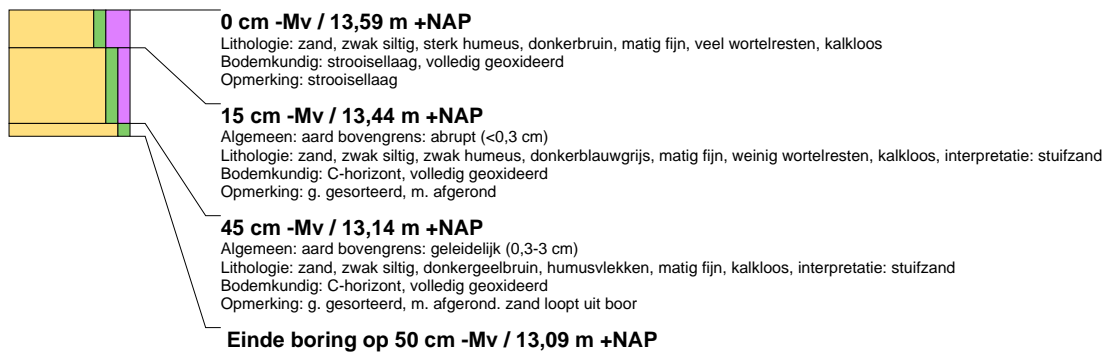 0 cm -Mv / 13,59 m +NAP
Lithologie: zand, zwak siltig, sterk humeus, donkerbruin, matig fijn, veel wortelresten, kalkloos
Bodemkundig: strooisellaag, volledig geoxideerd
Opmerking: strooisellaag
15 cm -Mv / 13,44 m +NAP
Algemeen: aard bovengrens: abrupt (<0,3 cm)
Lithologie: zand, zwak siltig, zwak humeus, donkerblauwgrijs, matig fijn, weinig wortelresten, kalkloos, interpretatie: stuifzand
Bodemkundig: C-horizont, volledig geoxideerd
Opmerking: g. gesorteerd, m. afgerond
45 cm -Mv / 13,14 m +NAP
Algemeen: aard bovengrens: geleidelijk (0,3-3 cm)
Lithologie: zand, zwak siltig, donkergeelbruin, humusvlekken, matig fijn, kalkloos, interpretatie: stuifzand
Bodemkundig: C-horizont, volledig geoxideerd
Opmerking: g. gesorteerd, m. afgerond. zand loopt uit boor
Einde boring op 50 cm -Mv / 13,09 m +NAP